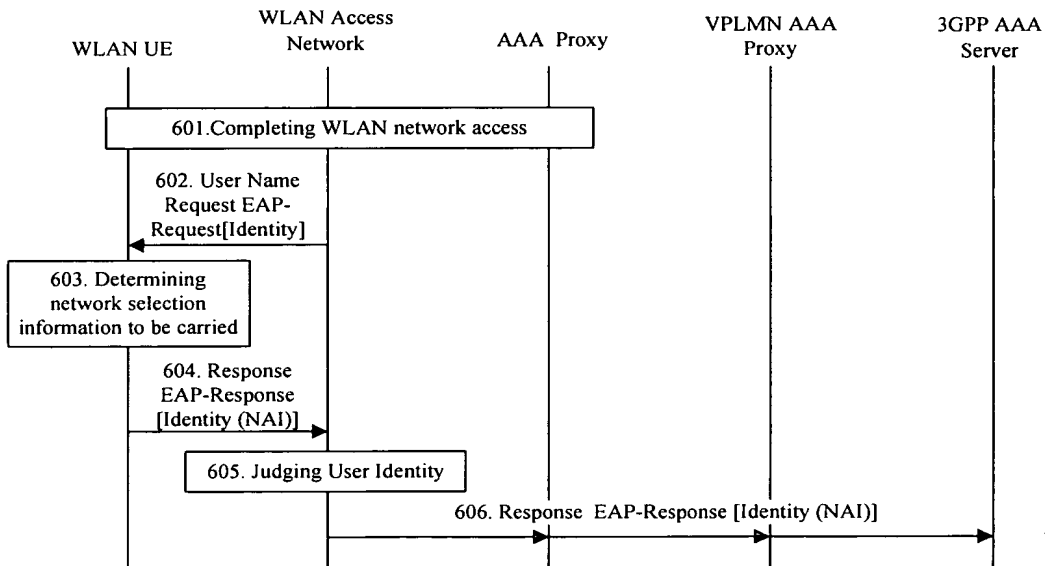 WLAN UE
WLAN Access
Network
AAA Proxy
VPLMN AAA
Proxy
3GPP AAA
Server
601.Completing WLAN network access
602. User Name
Request EAP-
Request[Identity]
603. Determining
network selection
information to be carried
604. Response
EAP-Response
[Identity (NAI)]
605. Judging User Identity
606. Response EAP-Response [Identity (NAI)]